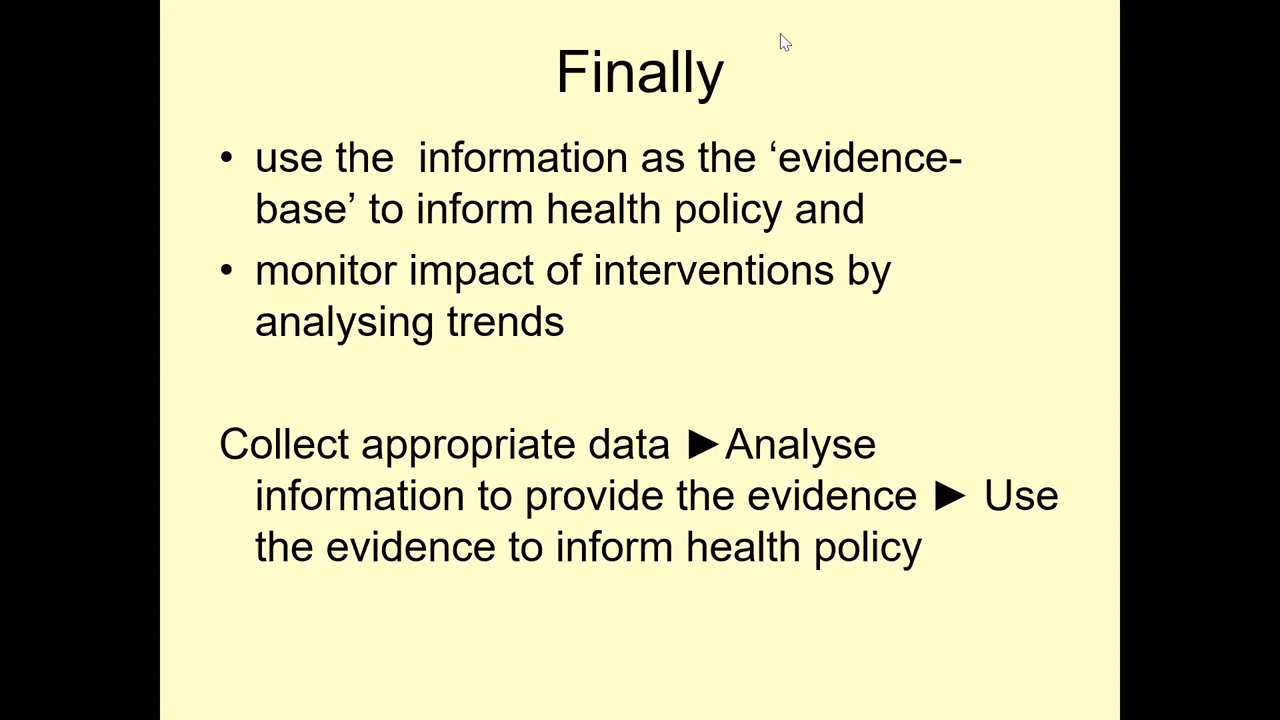 Finally
• use the  information as the ‘evidence-
base’ to inform health policy and
• monitor impact of interventions by
analysing trends
Collect appropriate data ►Analyse
information to provide the evidence ► Use
the evidence to inform health policy